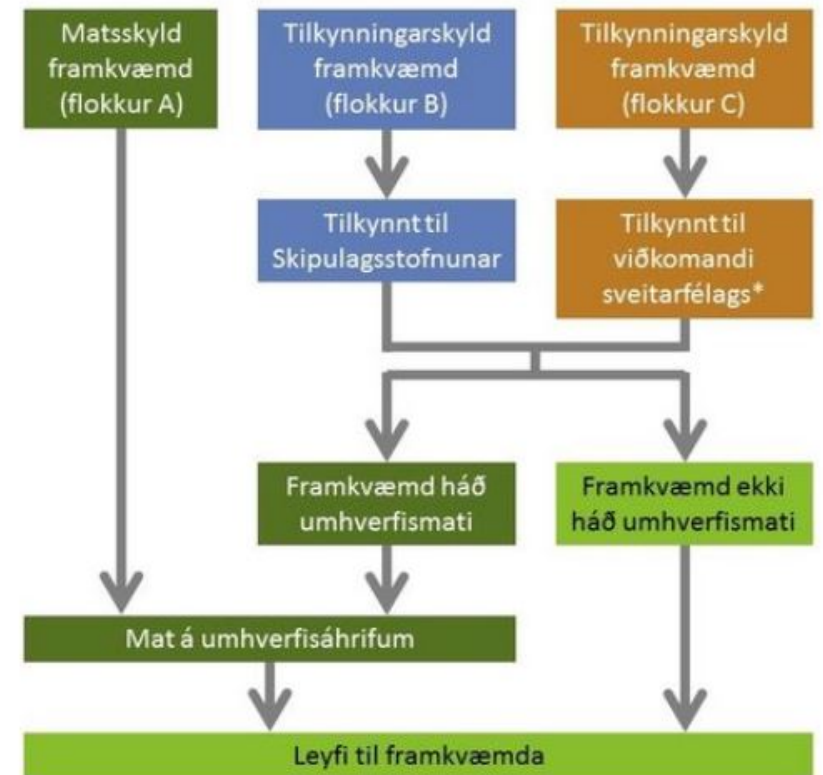 Matsskyld
framkvæmd
(flokkur A)
Tilkynningarskyld
framkvæmd
(flokkur B)
Tilkynningarskyld
framkvæmd
(flokkur C)
Tilkynnt til
Skipulagsstofnunar
Tilkynnt til
viðkomandi
sveitarfélags*
Framkvæmd háð
umhverfismati
Framkvæmd ekki
háð umhverfismati
Mat á umhverfisáhrifum
Leyfi til framkvæmda